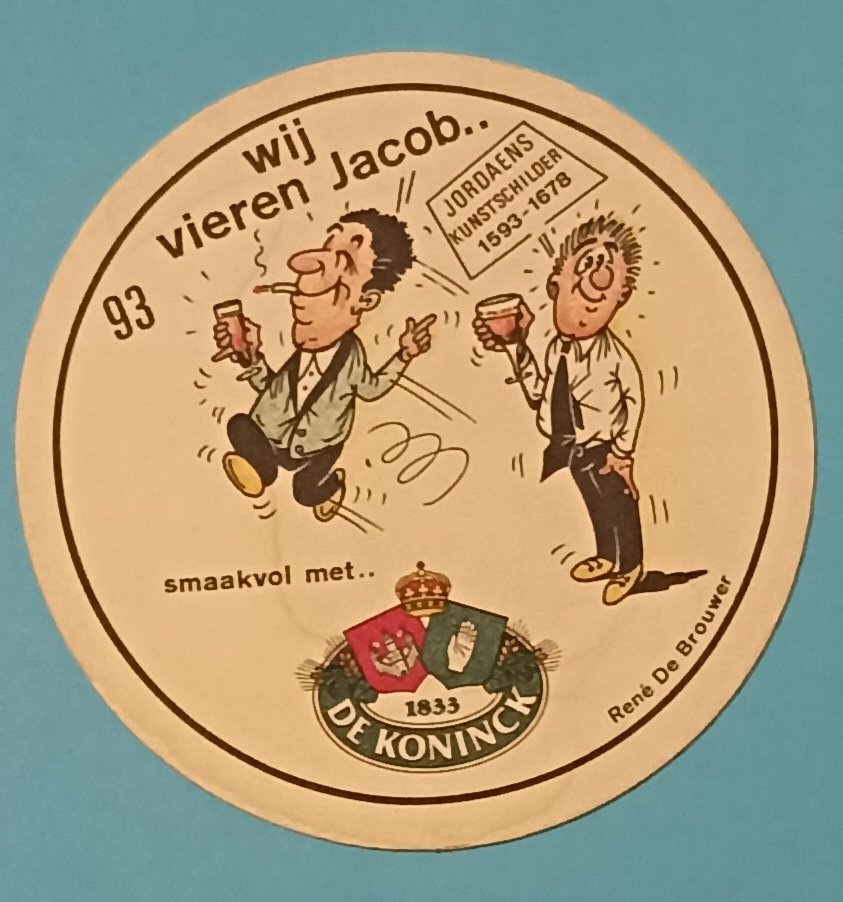 wij
vieren Jacob..
JORDAENS
KUNSTSCHILDER
1593-1678
93
smaakvol met..
1833
DE KONINCK
René De Brouwer